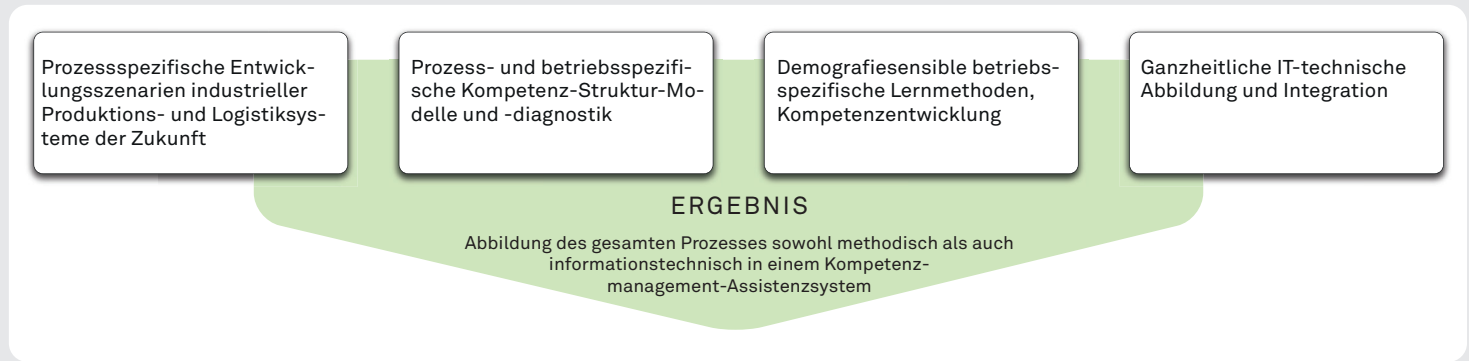 Prozessspezifische Entwick-
lungsszenarien industrieller
Produktions- und Logistiksys-
teme der Zukunft
Prozess- und betriebsspezifi-
sche Kompetenz-Struktur-Mo-
delle und -diagnostik
Demografiesensible betriebs-
spezifische Lernmethoden,
Kompetenzentwicklung
Ganzheitliche IT-technische
Abbildung und Integration
ERGEBNIS
Abbildung des gesamten Prozesses sowohl methodisch als auch
informationstechnisch in einem Kompetenz-
management-Assistenzsystem